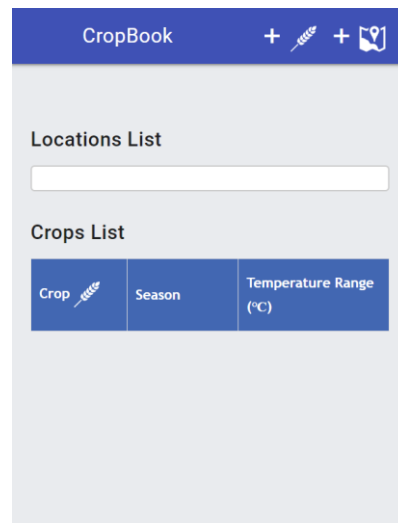 CropBook + +
Locations List
Crops List
Crop Season Temperature Range
(°C)